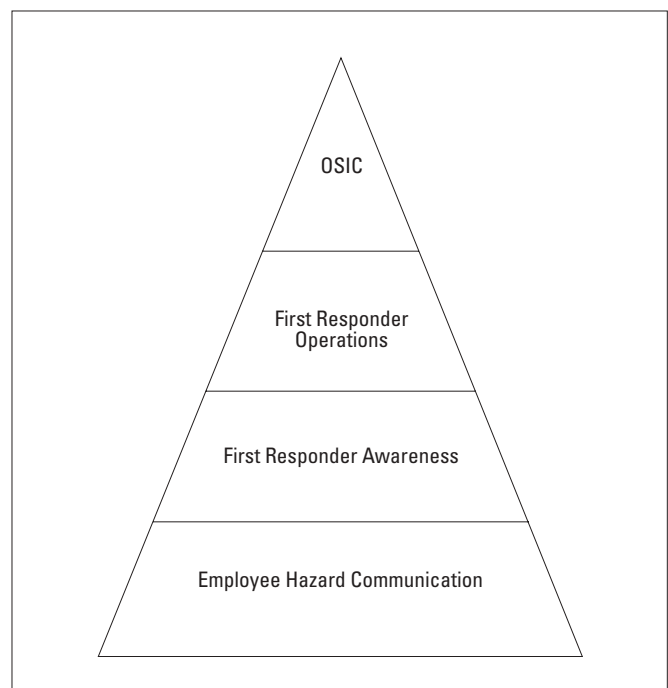 OSIC
First Responder
Operations
First Responder Awareness
Employee Hazard Communication